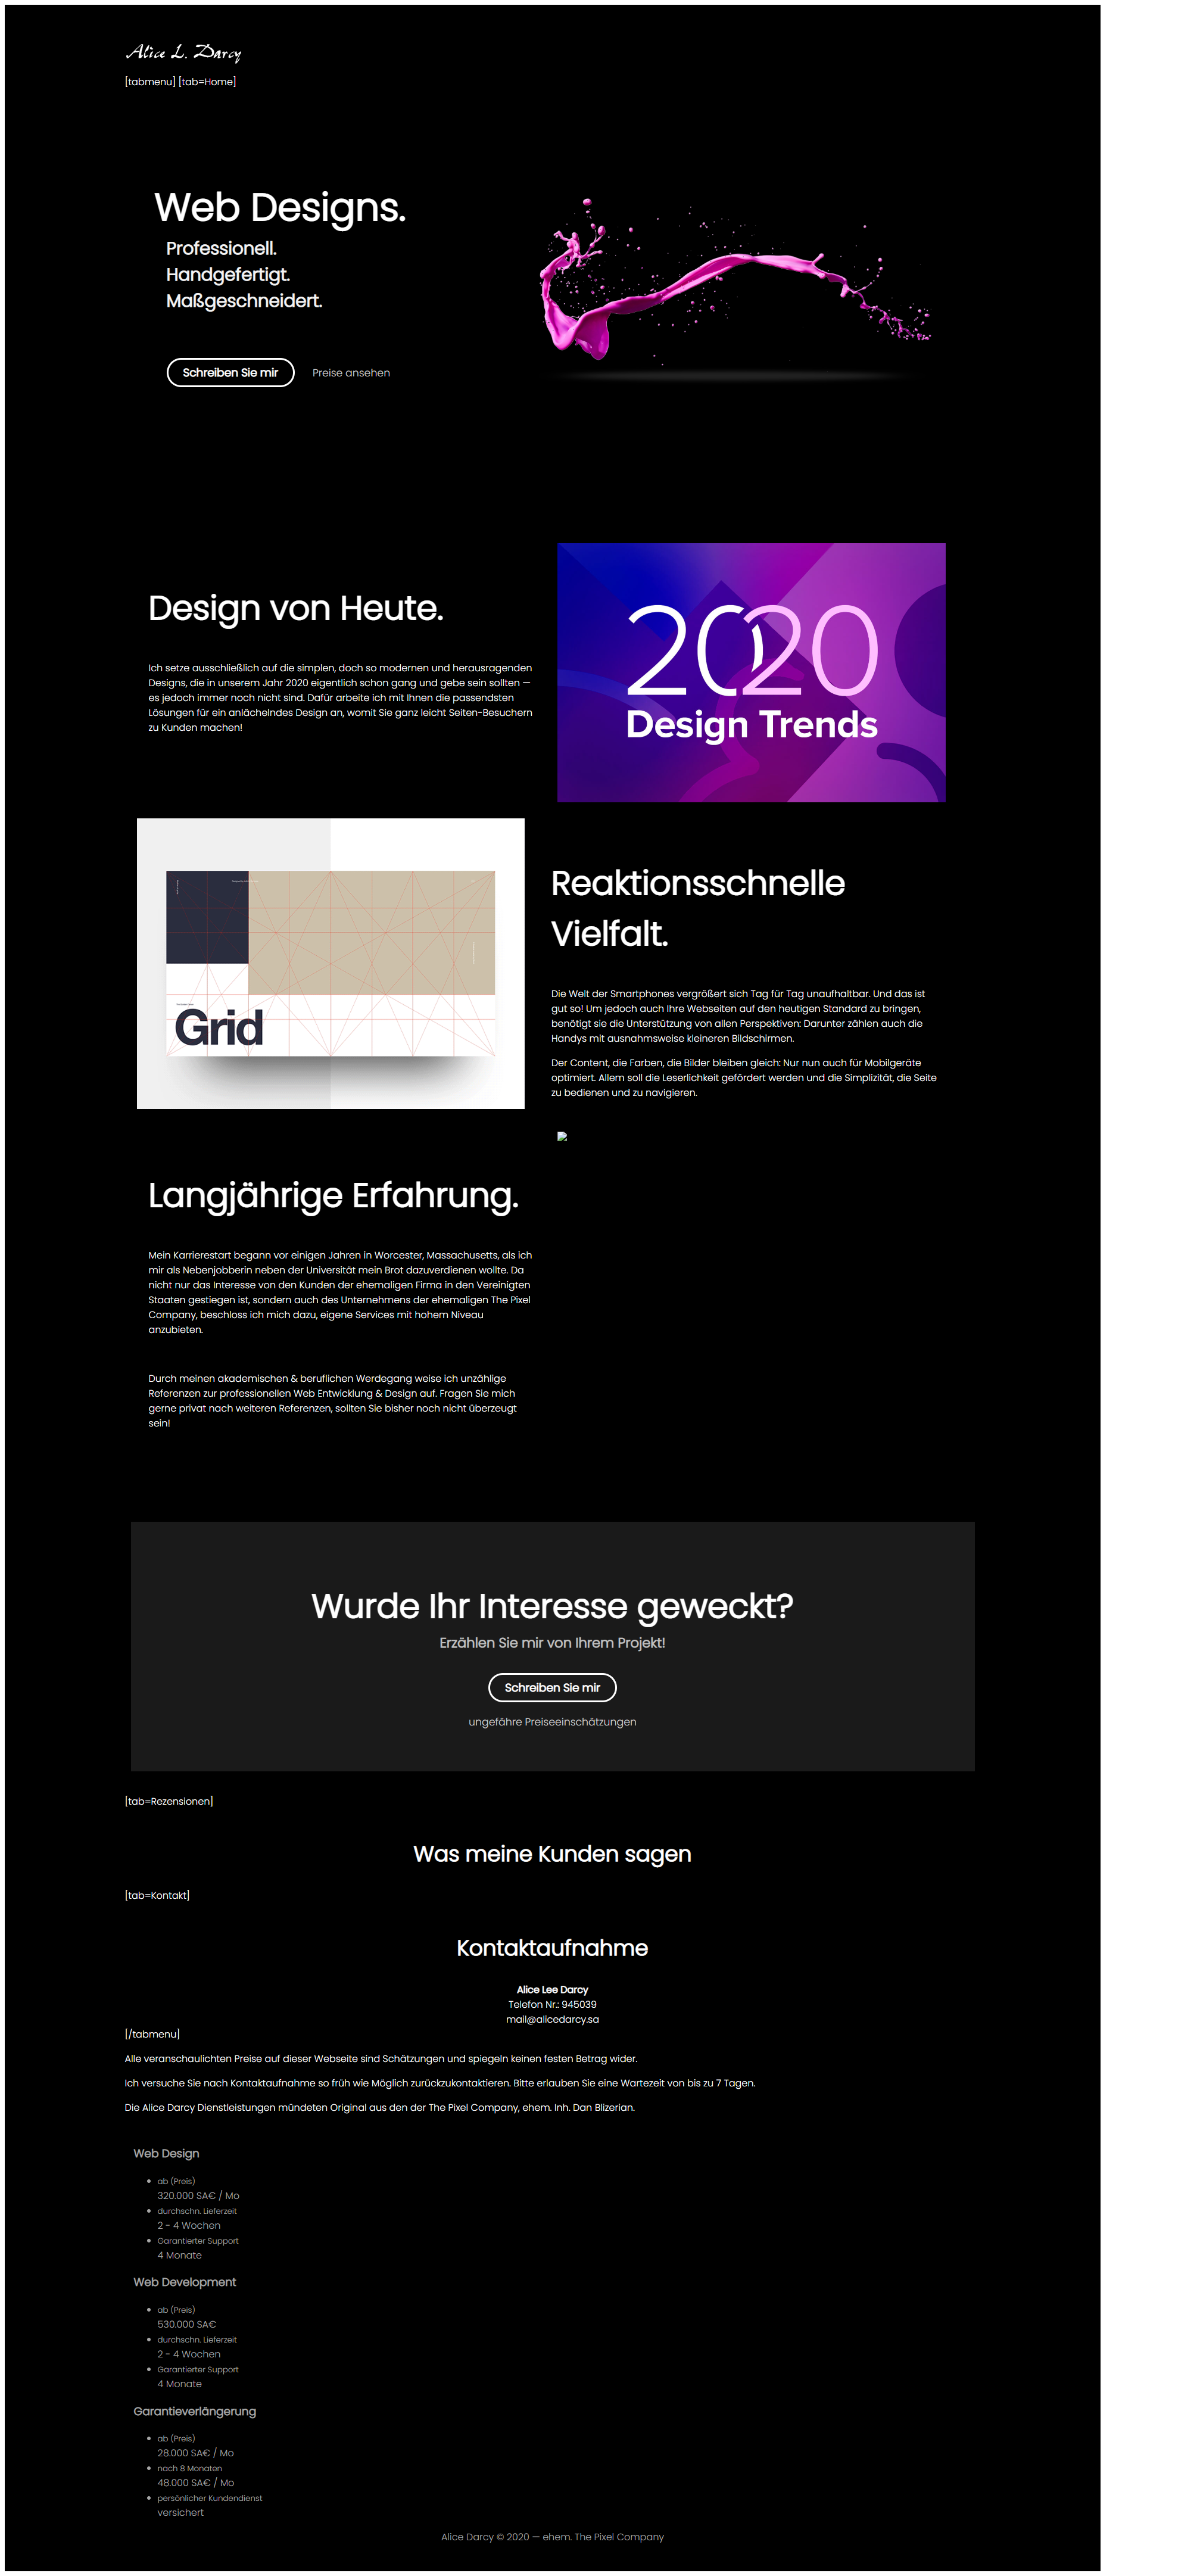 Alice L. Darcy
[tabmenu] [tab=Home]
Web Designs.
Professionell.
Handgefertigt.
Maßgeschneidert.
Schreiben Sie mir
Preise ansehen
Design von Heute.
Ich setze ausschließlich auf die simplen, doch so modernen und herausragenden
Designs, die in unserem Jahr 2020 eigentlich schon gang und gebe sein sollten —
es jedoch immer noch nicht sind. Dafür arbeite ich mit Ihnen die passendsten
Lösungen für ein anlächelndes Design an, womit Sie ganz leicht Seiten-Besuchern
zu Kunden machen!
2020
Design Trends
Grid
Reaktionsschnelle
Vielfalt.
Die Welt der Smartphones vergrößert sich Tag für Tag unaufhaltbar. Und das ist
gut so! Um jedoch auch Ihre Webseiten auf den heutigen Standard zu bringen,
benötigt sie die Unterstützung von allen Perspektiven: Darunter zählen auch die
Handys mit ausnahmsweise kleineren Bildschirmen.
Der Content, die Farben, die Bilder bleiben gleich: Nur nun auch für Mobilgeräte
optimiert. Allem soll die Leserlichkeit gefördert werden und die Simplizität, die Seite
zu bedienen und zu navigieren.
Langjährige Erfahrung.
Mein Karrierestart begann vor einigen Jahren in Worcester, Massachusetts, als ich
mir als Nebenjobberin neben der Universität mein Brot dazuverdienen wollte. Da
nicht nur das Interesse von den Kunden der ehemaligen Firma in den Vereinigten
Staaten gestiegen ist, sondern auch des Unternehmens der ehemaligen The Pixel
Company, beschloss ich mich dazu, eigene Services mit hohem Niveau
anzubieten.
Durch meinen akademischen & beruflichen Werdegang weise ich unzählige
Referenzen zur professionellen Web Entwicklung & Design auf. Fragen Sie mich
gerne privat nach weiteren Referenzen, sollten Sie bisher noch nicht überzeugt
sein!
Wurde Ihr Interesse geweckt?
Erzählen Sie mir von Ihrem Projekt!
Schreiben Sie mir
ungefähre Preiseeinschätzungen
[tab=Rezensionen]
Was meine Kunden sagen
[tab=Kontakt]
Kontaktaufnahme
Alice Lee Darcy
Telefon Nr.: 945039
mail@alicedarcy.sa
[/tabmenu]
Alle veranschaulichten Preise auf dieser Webseite sind Schätzungen und spiegeln keinen festen Betrag wider.
Ich versuche Sie nach Kontaktaufnahme so früh wie Möglich zurückzukontaktieren. Bitte erlauben Sie eine Wartezeit von bis zu 7 Tagen.
Die Alice Darcy Dienstleistungen mündeten Original aus den der The Pixel Company, ehem. Inh. Dan Blizerian.
Web Design
ab (Preis)
320.000 SA€ / Mo
durchschn. Lieferzeit
2 - 4 Wochen
Garantierter Support
4 Monate
Web Development
ab (Preis)
530.000 SA€
durchschn. Lieferzeit
2 - 4 Wochen
Garantierter Support
4 Monate
Garantieverlängerung
ab (Preis)
28.000 SA€ / Mo
nach 8 Monaten
48.000 SA€ / Mo
persönlicher Kundendienst
versichert
Alice Darcy © 2020 — ehem. The Pixel Company